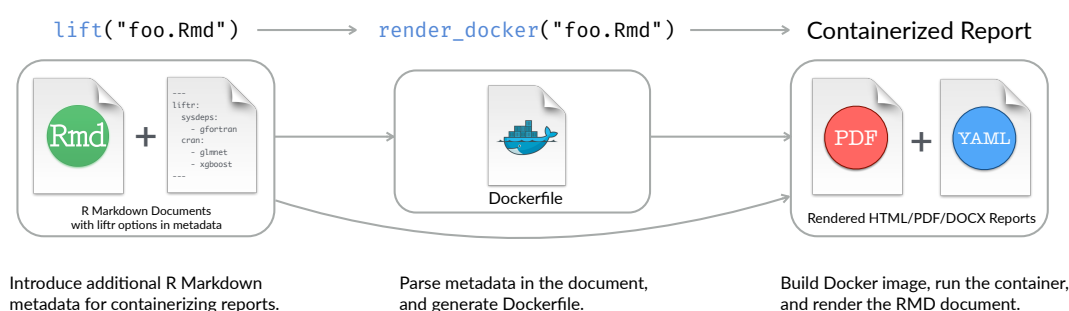 lift("foo.Rmd")
render_docker("foo.Rmd")
Containerized Report
Rmd
+
---
liftr:
sysdeps:
- gfortran
cran:
- glmnet
- xgboost
---
R Markdown Documents
with liftr options in metadata
Dockerfile
PDF
+
YAML
Rendered HTML/PDF/DOCX Reports
Introduce additional R Markdown
metadata for containerizing reports.
Parse metadata in the document,
and generate Dockerfile.
Build Docker image, run the container,
and render the RMD document.